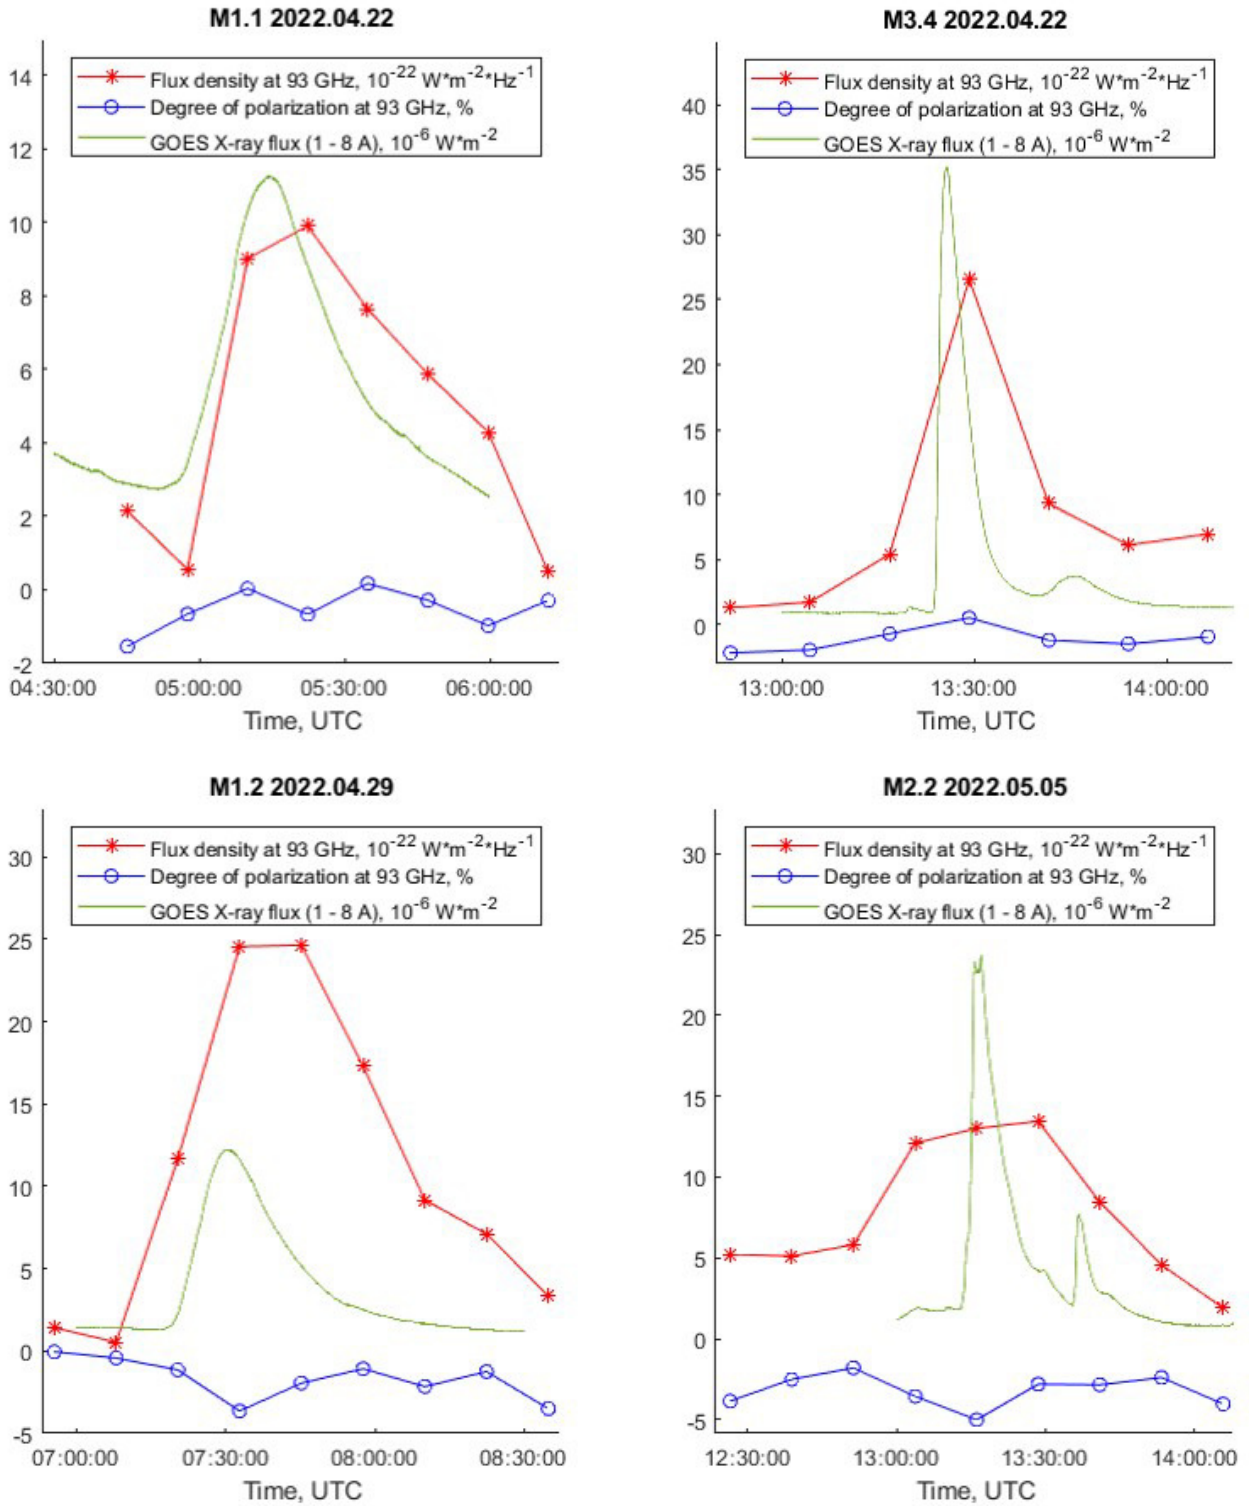 M1.1 2022.04.22
Flux density at 93 GHz, 10^-22 W*m^-2*Hz^-1
Degree of polarization at 93 GHz, %
GOES X-ray flux (1 - 8 A), 10^-6 W*m^-2
14
12
10
8
6
4
2
0
-2
04:30:00 05:00:00 05:30:00 06:00:00
Time, UTC
M3.4 2022.04.22
Flux density at 93 GHz, 10^-22 W*m^-2*Hz^-1
Degree of polarization at 93 GHz, %
GOES X-ray flux (1 - 8 A), 10^-6 W*m^-2
40
35
30
25
20
15
10
5
0
13:00:00 13:30:00 14:00:00
Time, UTC
M1.2 2022.04.29
Flux density at 93 GHz, 10^-22 W*m^-2*Hz^-1
Degree of polarization at 93 GHz, %
GOES X-ray flux (1 - 8 A), 10^-6 W*m^-2
30
25
20
15
10
5
0
-5
07:00:00 07:30:00 08:00:00 08:30:00
Time, UTC
M2.2 2022.05.05
Flux density at 93 GHz, 10^-22 W*m^-2*Hz^-1
Degree of polarization at 93 GHz, %
GOES X-ray flux (1 - 8 A), 10^-6 W*m^-2
30
25
20
15
10
5
0
-5
12:30:00 13:00:00 13:30:00 14:00:00
Time, UTC